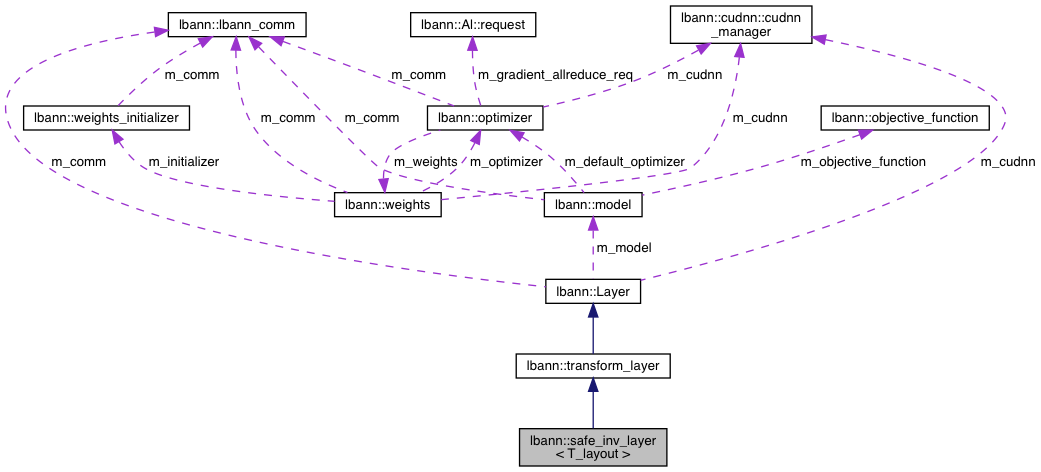 lbann::lbann_comm
lbann::Al::request
lbann::cudnn::cudnn
_manager
m_comm
m_comm
m_gradient_allreduce_req
m_cudnn
lbann::weights_initializer
m_comm
m_comm
lbann::optimizer
m_cudnn
lbann::objective_function
m_comm
m_initializer
m_weights
m_optimizer
m_default_optimizer
m_objective_function
m_cudnn
lbann::weights
lbann::model
m_model
lbann::Layer
lbann::transform_layer
lbann::safe_inv_layer
< T_layout >